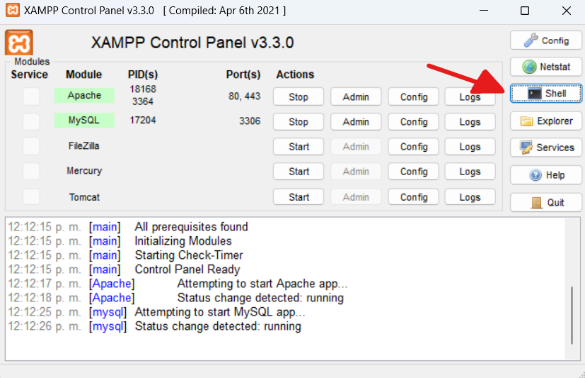 XAMPP Control Panel v3.3.0   [ Compiled: Apr 6th 2021 ]
XAMPP Control Panel v3.3.0
Config
Modules
Service Module PID(s) Port(s) Actions
Netstat
Apache 18168 3364 80, 443 Stop Admin Config Logs
Shell
MySQL 17204 3306 Stop Admin Config Logs
Explorer
FileZilla Start Admin Config Logs
Services
Mercury Start Admin Config Logs
Help
Tomcat Start Admin Config Logs
Quit
12:12:15 p. m. [main] All prerequisites found
12:12:15 p. m. [main] Initializing Modules
12:12:15 p. m. [main] Starting Check-Timer
12:12:15 p. m. [main] Control Panel Ready
12:12:17 p. m. [Apache] Attempting to start Apache app...
12:12:18 p. m. [Apache] Status change detected: running
12:12:25 p. m. [mysql] Attempting to start MySQL app...
12:12:26 p. m. [mysql] Status change detected: running